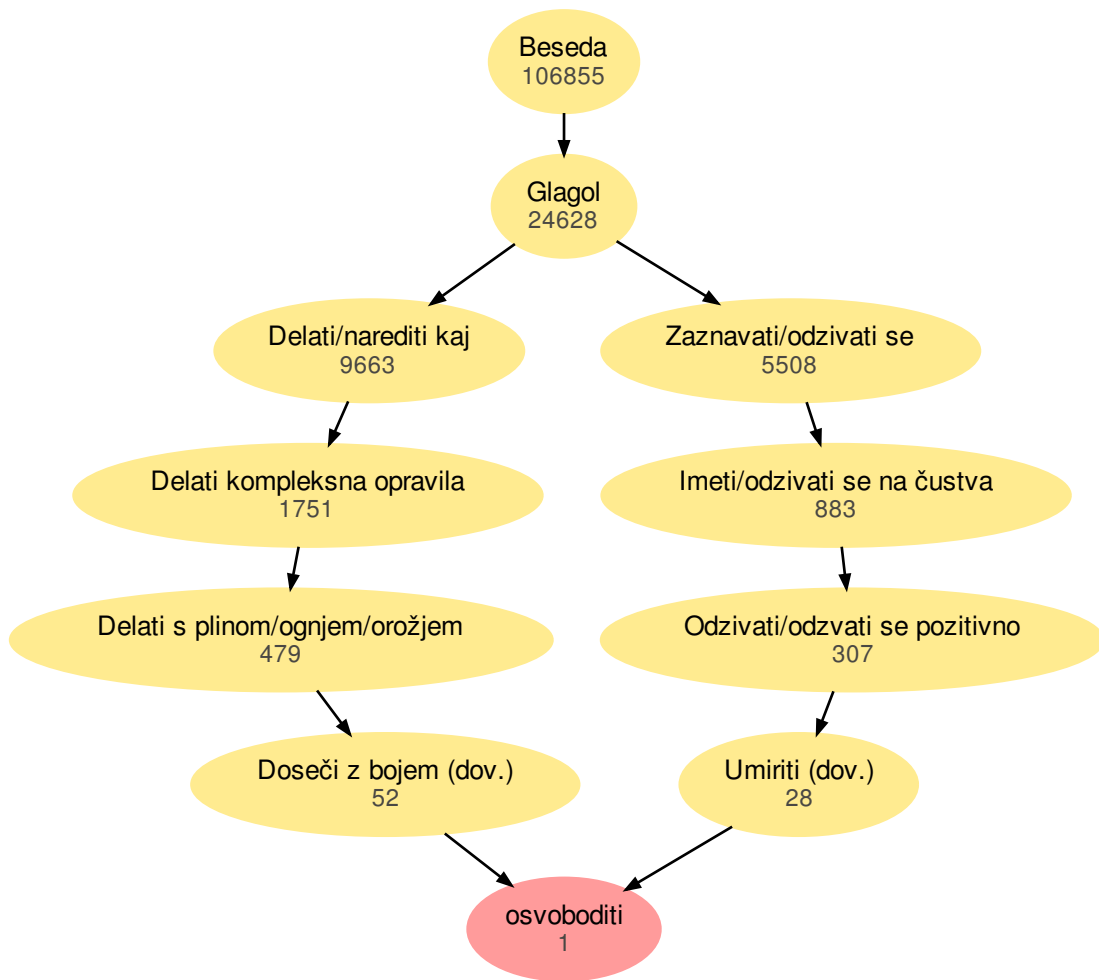 Beseda
106855
Glagol
24628
Delati/narediti kaj
9663
Zaznavati/odzivati se
5508
Delati kompleksna opravila
1751
Imeti/odzivati se na čustva
883
Delati s plinom/ognjem/orožjem
479
Odzivati/odzvati se pozitivno
307
Doseči z bojem (dov.)
52
Umiriti (dov.)
28
osvoboditi
1